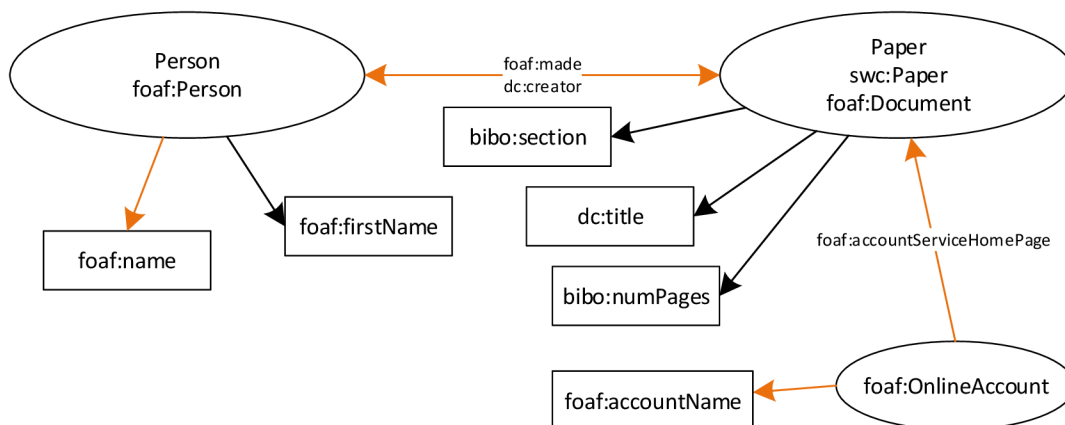 Person
foaf:Person
foaf:made
dc:creator
Paper
swc:Paper
foaf:Document
bibo:section
dc:title
foaf:firstName
foaf:name
foaf:accountServiceHomePage
bibo:numPages
foaf:accountName
foaf:OnlineAccount